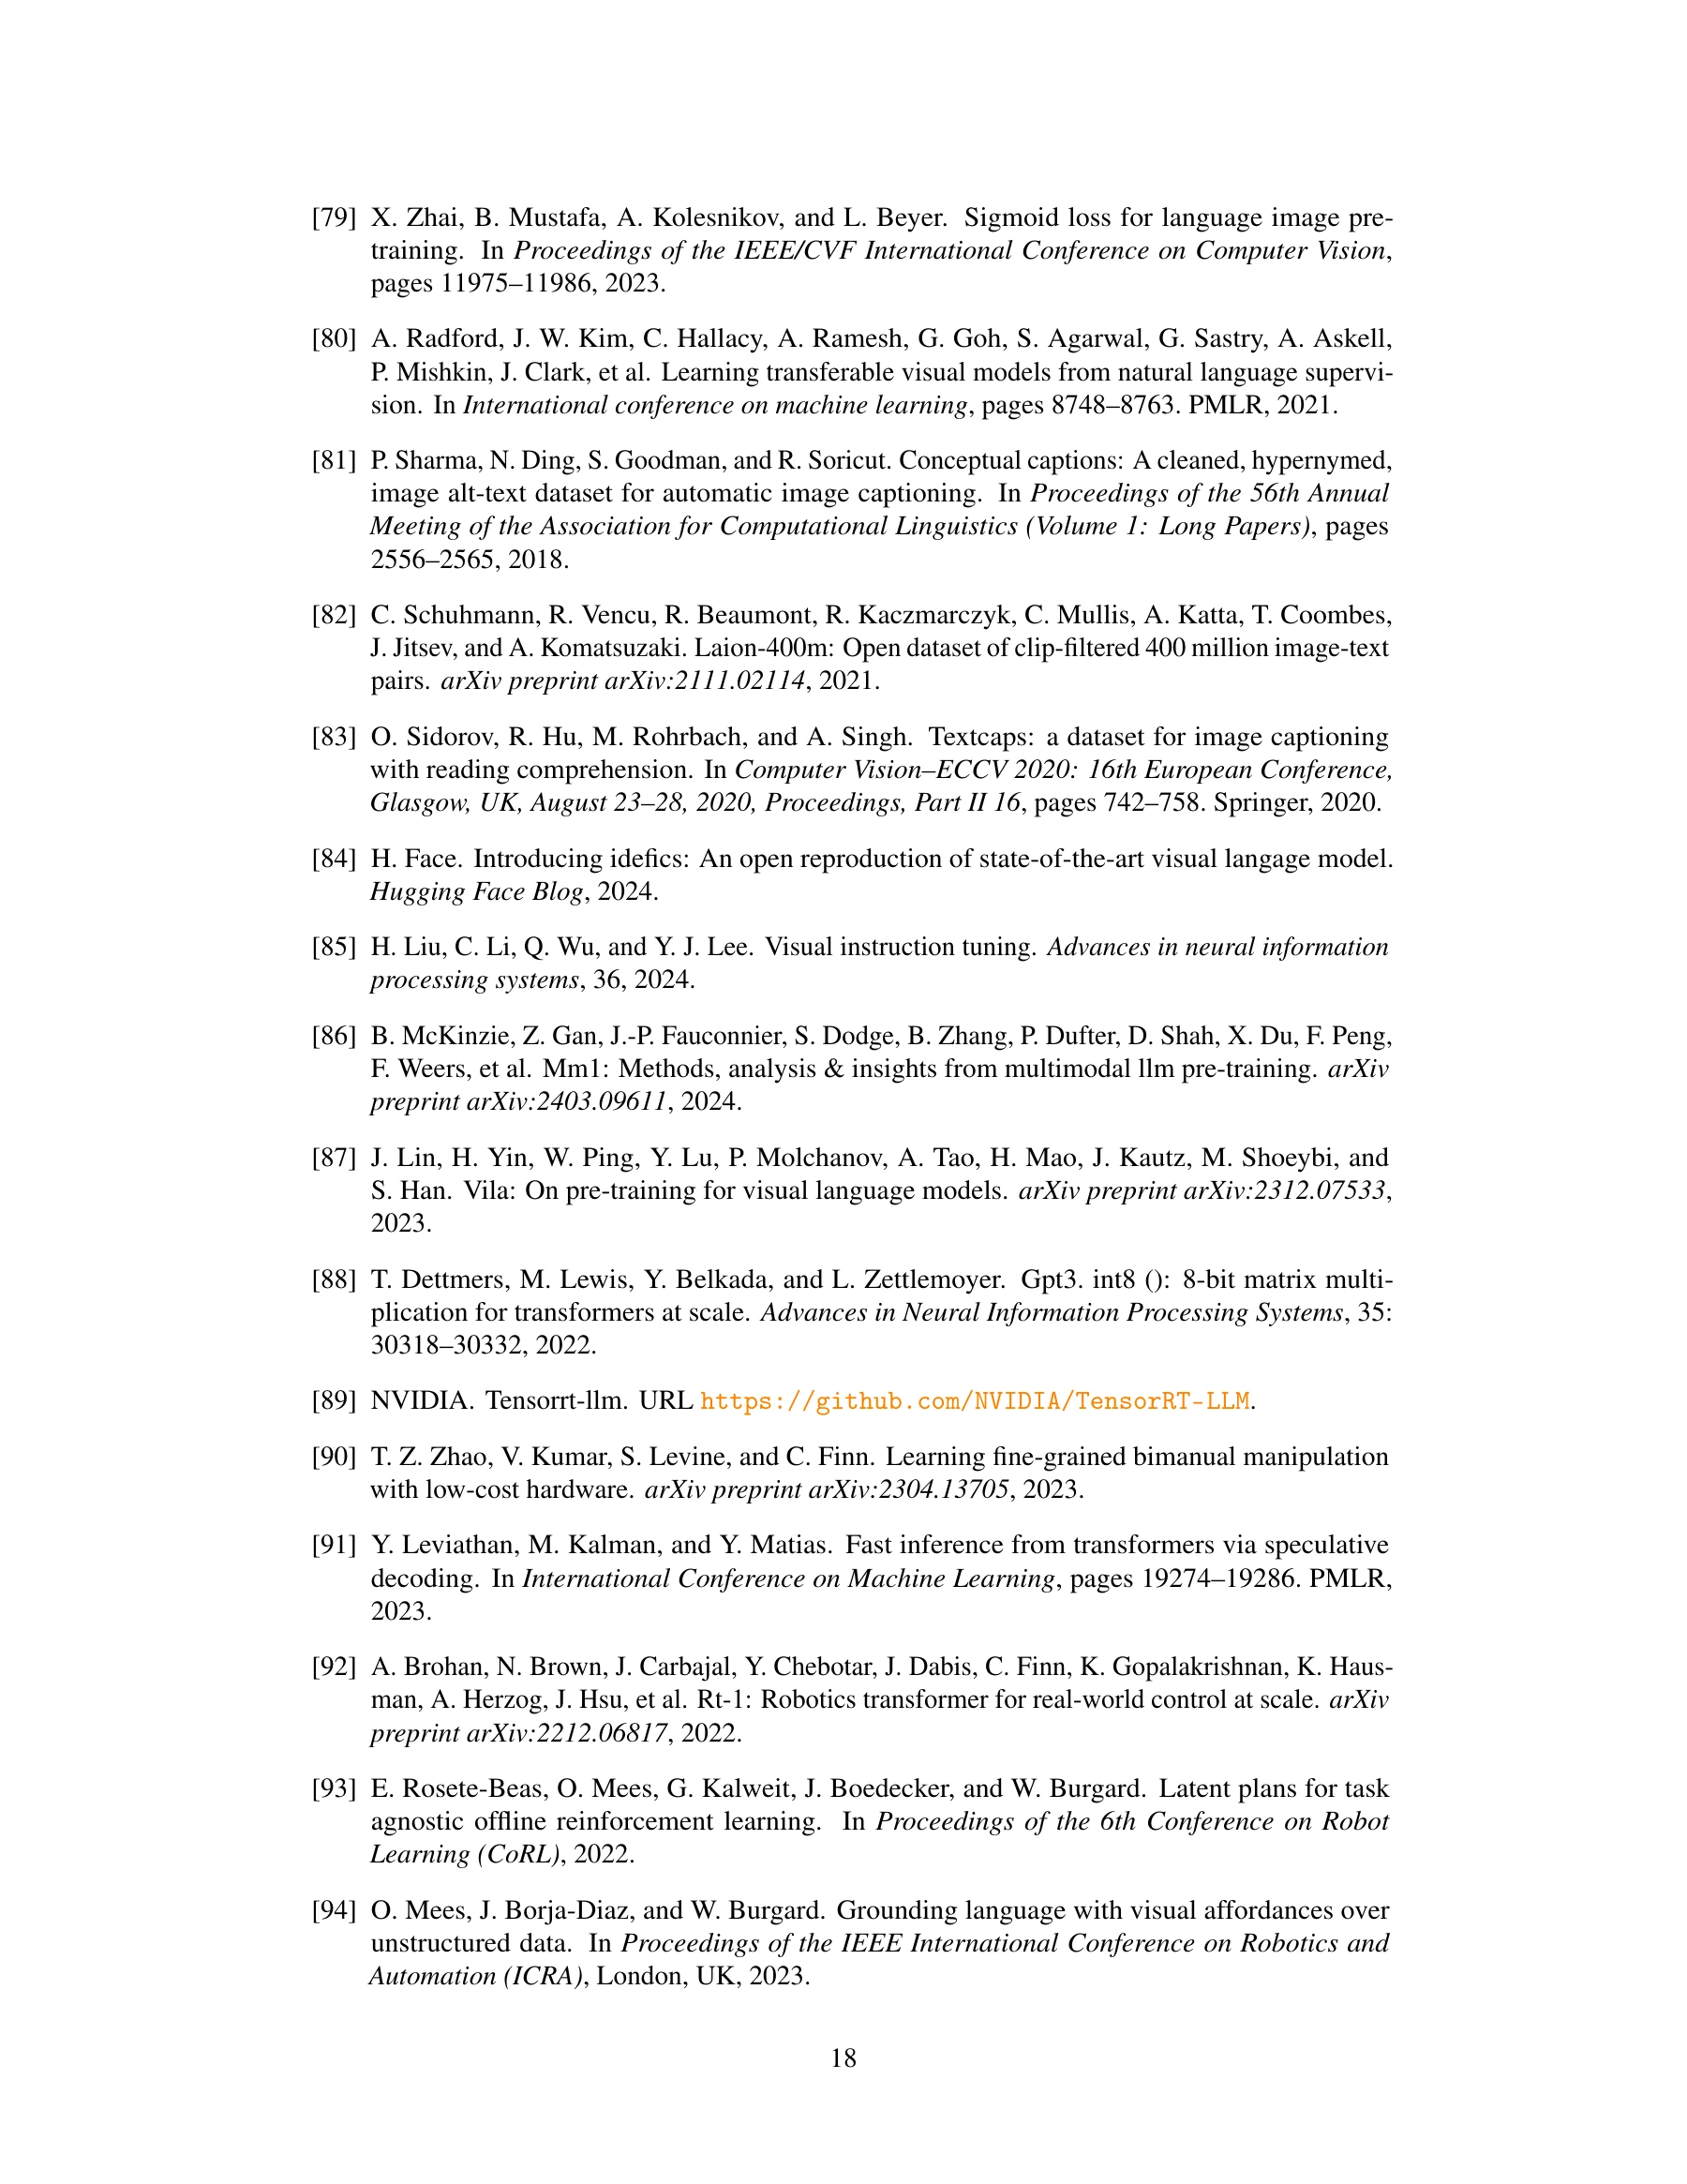 [79] X. Zhai, B. Mustafa, A. Kolesnikov, and L. Beyer. Sigmoid loss for language image pre-
training. In Proceedings of the IEEE/CVF International Conference on Computer Vision,
pages 11975–11986, 2023.
[80] A. Radford, J. W. Kim, C. Hallacy, A. Ramesh, G. Goh, S. Agarwal, G. Sastry, A. Askell,
P. Mishkin, J. Clark, et al. Learning transferable visual models from natural language supervi-
sion. In International conference on machine learning, pages 8748–8763. PMLR, 2021.
[81] P. Sharma, N. Ding, S. Goodman, and R. Soricut. Conceptual captions: A cleaned, hypernymed,
image alt-text dataset for automatic image captioning. In Proceedings of the 56th Annual
Meeting of the Association for Computational Linguistics (Volume 1: Long Papers), pages
2556–2565, 2018.
[82] C. Schuhmann, R. Vencu, R. Beaumont, R. Kaczmarczyk, C. Mullis, A. Katta, T. Coombes,
J. Jitsev, and A. Komatsuzaki. Laion-400m: Open dataset of clip-filtered 400 million image-text
pairs. arXiv preprint arXiv:2111.02114, 2021.
[83] O. Sidorov, R. Hu, M. Rohrbach, and A. Singh. Textcaps: a dataset for image captioning
with reading comprehension. In Computer Vision–ECCV 2020: 16th European Conference,
Glasgow, UK, August 23–28, 2020, Proceedings, Part II 16, pages 742–758. Springer, 2020.
[84] H. Face. Introducing idefics: An open reproduction of state-of-the-art visual langage model.
Hugging Face Blog, 2024.
[85] H. Liu, C. Li, Q. Wu, and Y. J. Lee. Visual instruction tuning. Advances in neural information
processing systems, 36, 2024.
[86] B. McKinzie, Z. Gan, J.-P. Fauconnier, S. Dodge, B. Zhang, P. Dufter, D. Shah, X. Du, F. Peng,
F. Weers, et al. Mm1: Methods, analysis & insights from multimodal llm pre-training. arXiv
preprint arXiv:2403.09611, 2024.
[87] J. Lin, H. Yin, W. Ping, Y. Lu, P. Molchanov, A. Tao, H. Mao, J. Kautz, M. Shoeybi, and
S. Han. Vila: On pre-training for visual language models. arXiv preprint arXiv:2312.07533,
2023.
[88] T. Dettmers, M. Lewis, Y. Belkada, and L. Zettlemoyer. Gpt3. int8 (): 8-bit matrix multi-
plication for transformers at scale. Advances in Neural Information Processing Systems, 35:
30318–30332, 2022.
[89] NVIDIA. Tensorrt-llm. URL https://github.com/NVIDIA/TensorRT-LLM.
[90] T. Z. Zhao, V. Kumar, S. Levine, and C. Finn. Learning fine-grained bimanual manipulation
with low-cost hardware. arXiv preprint arXiv:2304.13705, 2023.
[91] Y. Leviathan, M. Kalman, and Y. Matias. Fast inference from transformers via speculative
decoding. In International Conference on Machine Learning, pages 19274–19286. PMLR,
2023.
[92] A. Brohan, N. Brown, J. Carbajal, Y. Chebotar, J. Dabis, C. Finn, K. Gopalakrishnan, K. Haus-
man, A. Herzog, J. Hsu, et al. Rt-1: Robotics transformer for real-world control at scale. arXiv
preprint arXiv:2212.06817, 2022.
[93] E. Rosete-Beas, O. Mees, G. Kalweit, J. Boedecker, and W. Burgard. Latent plans for task
agnostic offline reinforcement learning. In Proceedings of the 6th Conference on Robot
Learning (CoRL), 2022.
[94] O. Mees, J. Borja-Diaz, and W. Burgard. Grounding language with visual affordances over
unstructured data. In Proceedings of the IEEE International Conference on Robotics and
Automation (ICRA), London, UK, 2023.
18